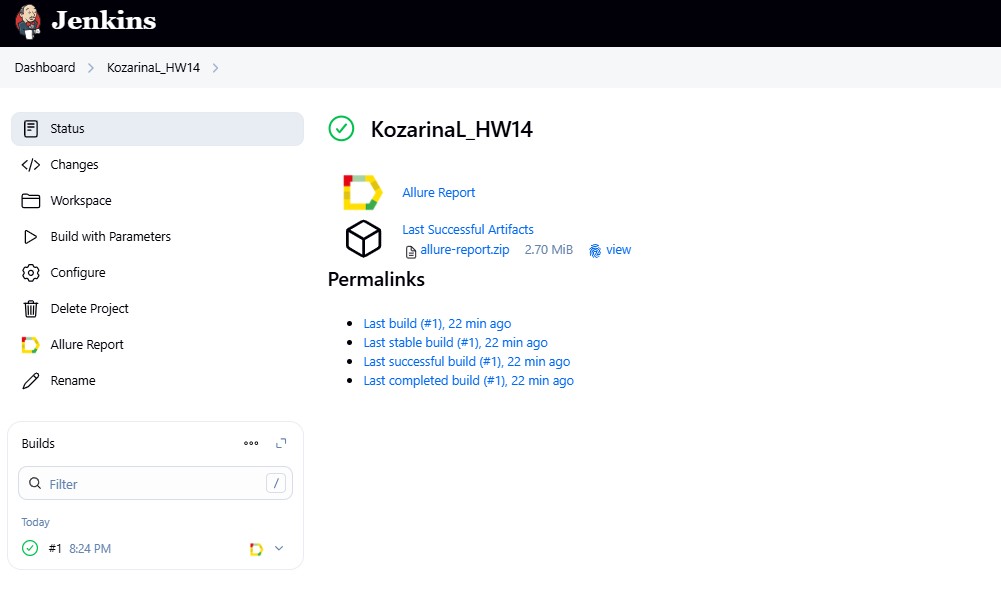 Jenkins
Dashboard
KozarinaL_HW14
Status
Changes
Workspace
Build with Parameters
Configure
Delete Project
Allure Report
Rename
Builds
Filter /
Today
#1 8:24 PM
KozarinaL_HW14
Allure Report
Last Successful Artifacts
allure-report.zip 2.70 MiB view
Permalinks
Last build (#1), 22 min ago
Last stable build (#1), 22 min ago
Last successful build (#1), 22 min ago
Last completed build (#1), 22 min ago